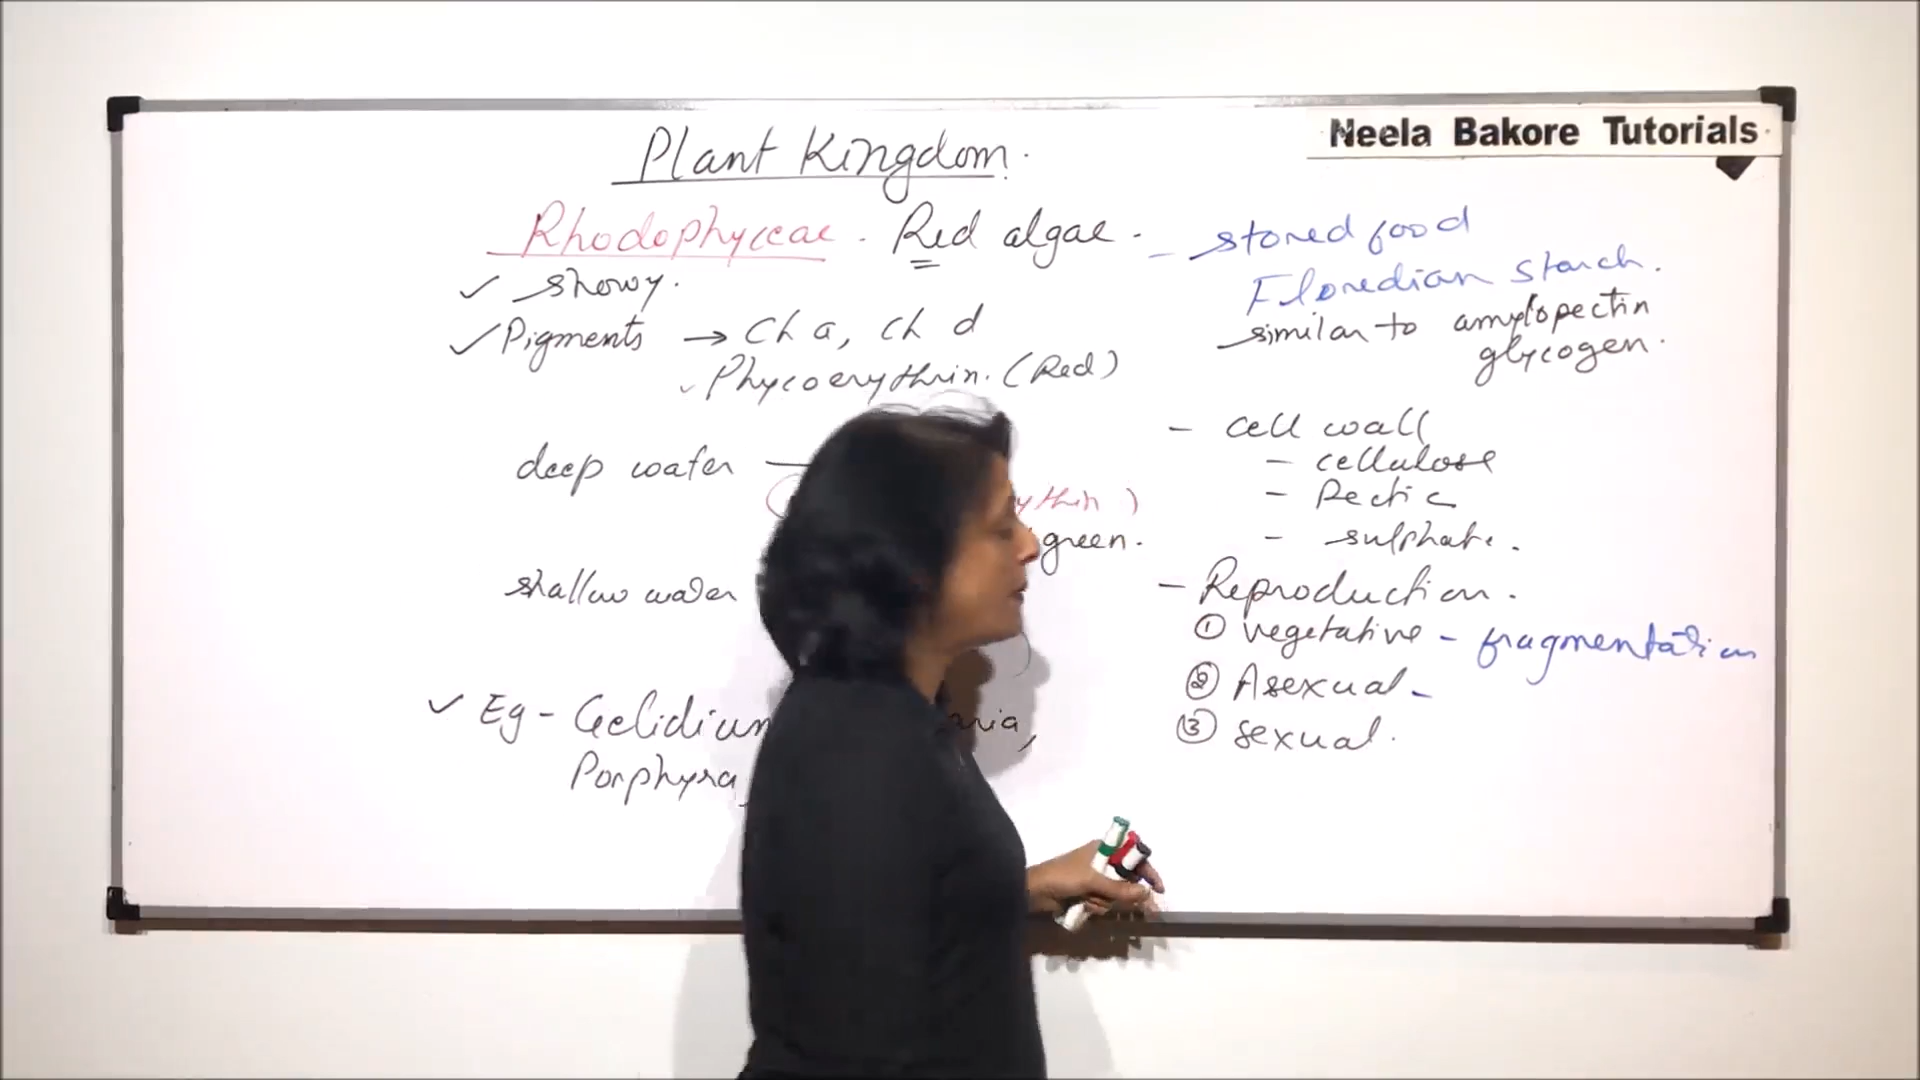 Plant Kingdom.
Neela Bakore Tutorials
Rhodophyceae. Red algae.
✓ showy.
✓ Pigments → Ch a, Ch d
✓ Phycoerythrin. (Red)
deep water —
ythin )
green.
shallow water
✓ Eg - Gelidium
aria,
Porphyra,
- stored food
Floredian starch.
similar to amylopectin
glycogen.
- cell wall
- cellulose
- Pectic
- sulphate.
- Reproduction.
① vegetative - fragmentation
② Asexual -
③ sexual.